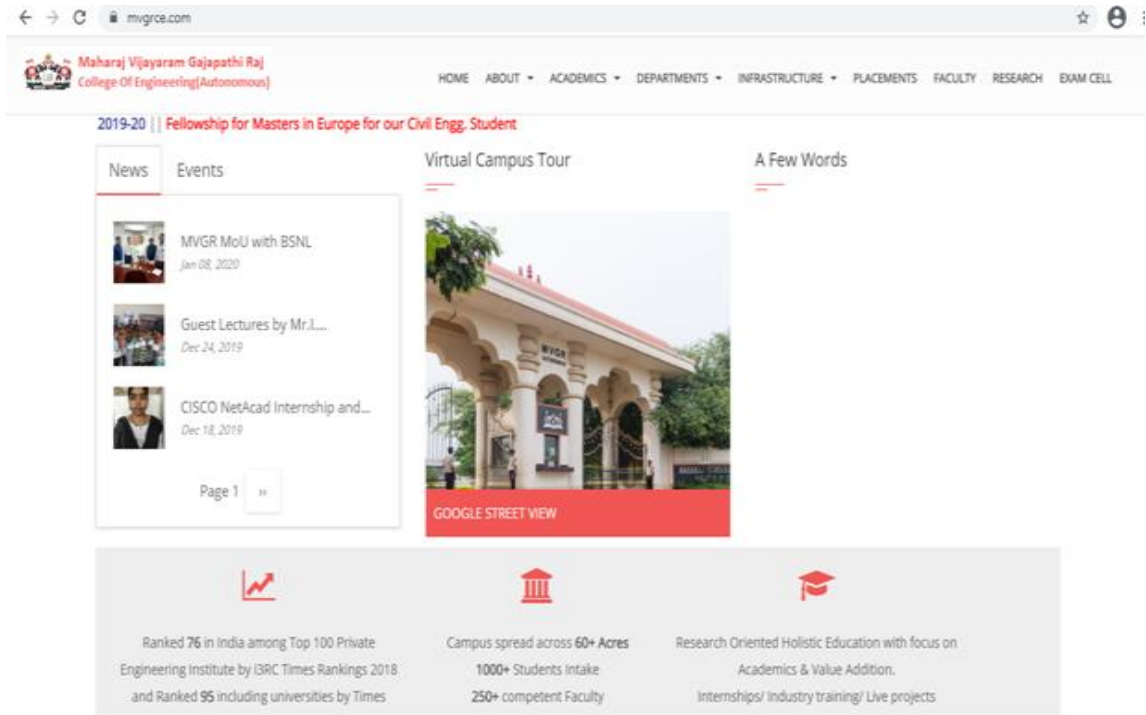 mvgrce.com
Maharaj Vijayaram Gajapathi Raj
College Of Engineering(Autonomous)
HOME ABOUT ACADEMICS DEPARTMENTS INFRASTRUCTURE PLACEMENTS FACULTY RESEARCH EXAM CELL
2019-20 || Fellowship for Masters in Europe for our Civil Engg. Student
News Events
MVGR MoU with BSNL
Jan 08, 2020
Guest Lectures by Mr.I....
Dec 24, 2019
CISCO NetAcad Internship and...
Dec 18, 2019
Page 1 »
Virtual Campus Tour
MVGR
GOOGLE STREET VIEW
A Few Words
Ranked 76 in India among Top 100 Private
Engineering Institute by i3RC Times Rankings 2018
and Ranked 95 including universities by Times
Campus spread across 60+ Acres
1000+ Students Intake
250+ competent Faculty
Research Oriented Holistic Education with focus on
Academics & Value Addition.
Internships/ Industry training/ Live projects